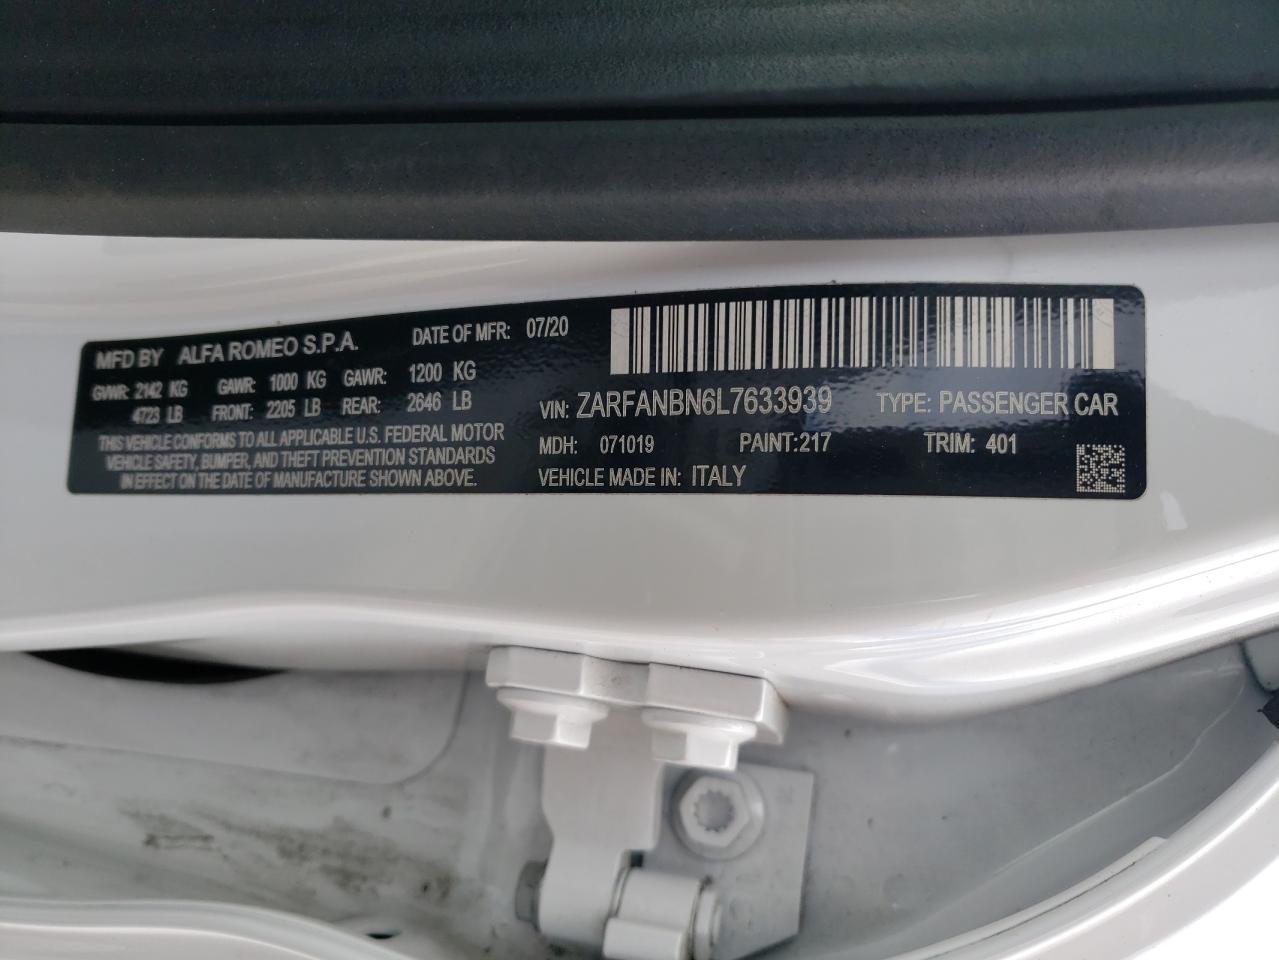 MFD BY ALFA ROMEO S.P.A. DATE OF MFR: 07/20
GVWR: 2142 KG GAWR: 1000 KG GAWR: 1200 KG
4723 LB FRONT: 2205 LB REAR: 2646 LB
THIS VEHICLE CONFORMS TO ALL APPLICABLE U.S. FEDERAL MOTOR
VEHICLE SAFETY, BUMPER, AND THEFT PREVENTION STANDARDS
IN EFFECT ON THE DATE OF MANUFACTURE SHOWN ABOVE.
VIN: ZARFANBN6L7633939 TYPE: PASSENGER CAR
MDH: 071019 PAINT:217 TRIM: 401
VEHICLE MADE IN: ITALY